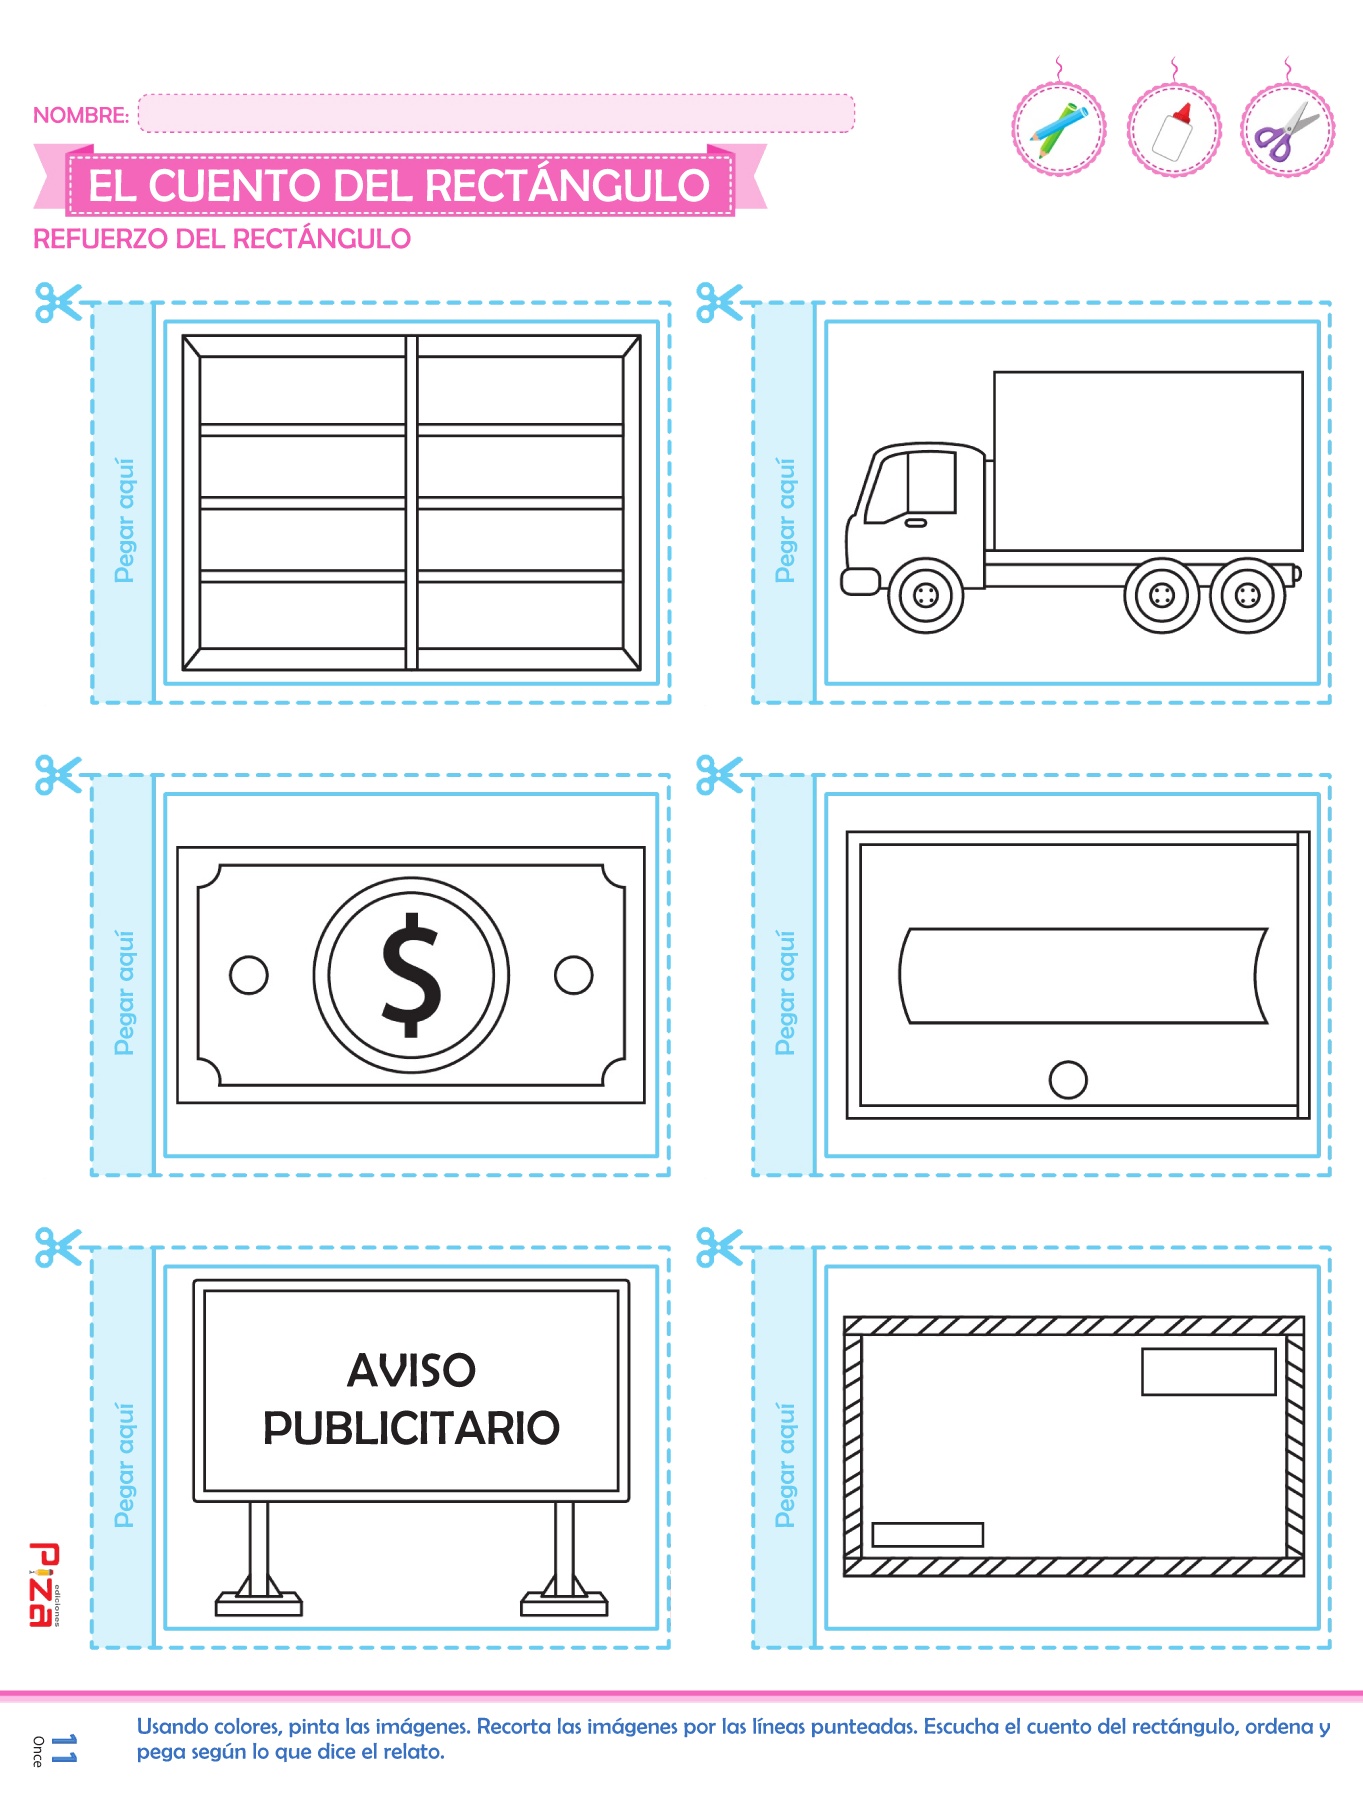 NOMBRE:
EL CUENTO DEL RECTÁNGULO
REFUERZO DEL RECTÁNGULO
Pegar aquí
Pegar aquí
Pegar aquí
$
Pegar aquí
Pegar aquí
AVISO
PUBLICITARIO
Pegar aquí
Piza
ediciones
11
Once
Usando colores, pinta las imágenes. Recorta las imágenes por las líneas punteadas. Escucha el cuento del rectángulo, ordena y
pega según lo que dice el relato.